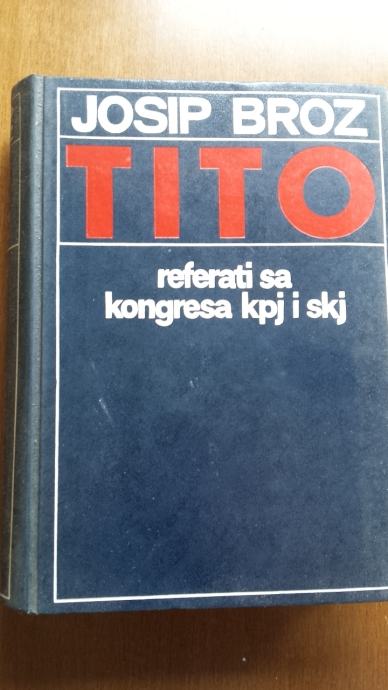 JOSIP BROZ
TITO
referati sa
kongresa kpj i skj